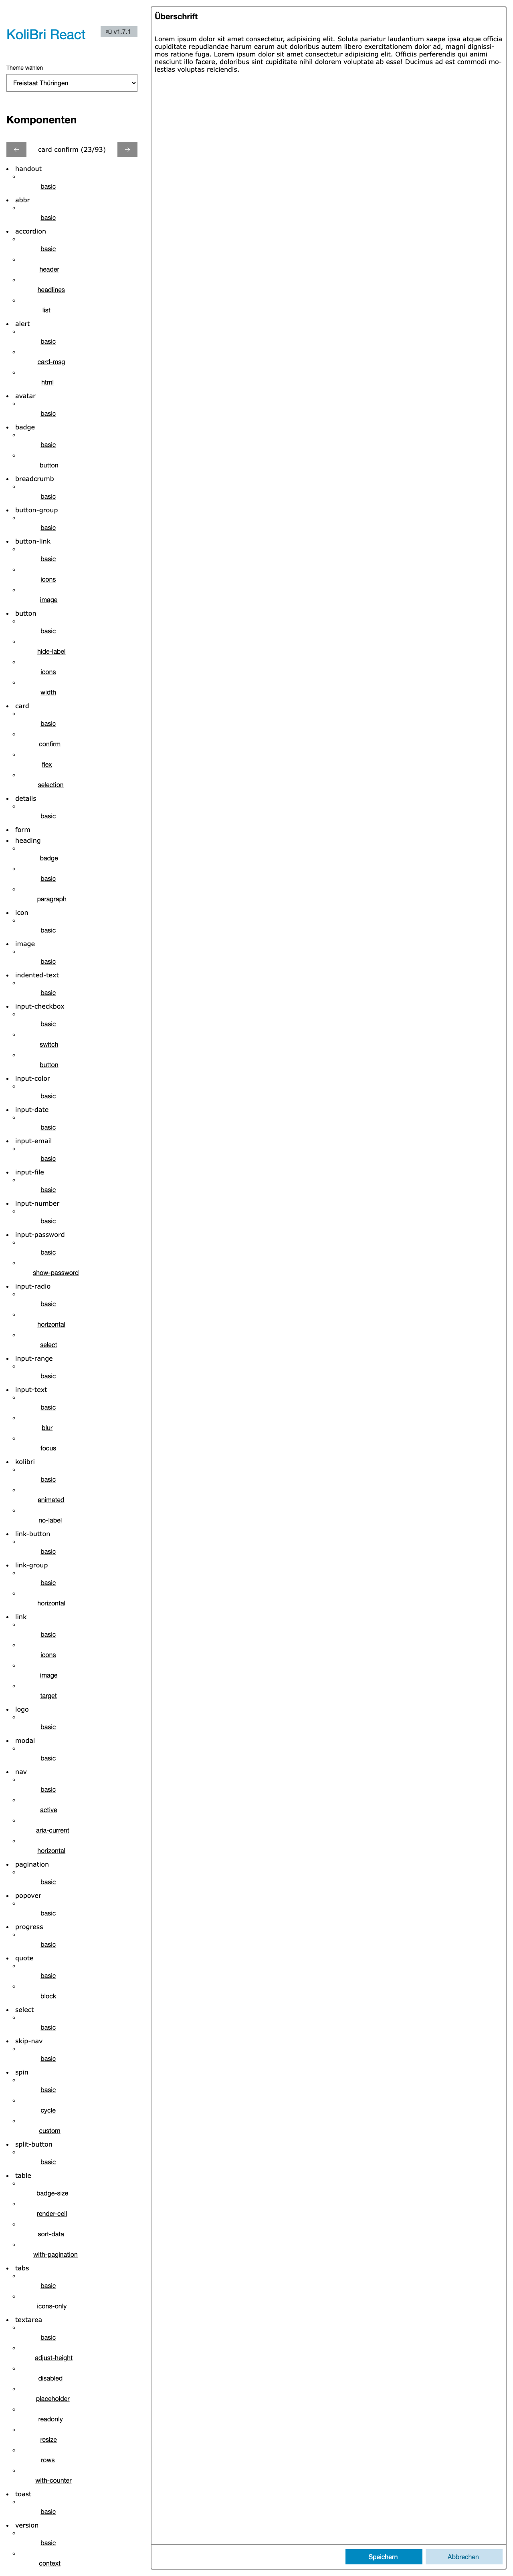 KoliBri React
v1.7.1
Theme wählen
Freistaat Thüringen
Komponenten
←
card confirm (23/93)
→
handout
basic
abbr
basic
accordion
basic
header
headlines
list
alert
basic
card-msg
html
avatar
basic
badge
basic
button
breadcrumb
basic
button-group
basic
button-link
basic
icons
image
button
basic
hide-label
icons
width
card
basic
confirm
flex
selection
details
basic
form
heading
badge
basic
paragraph
icon
basic
image
basic
indented-text
basic
input-checkbox
basic
switch
button
input-color
basic
input-date
basic
input-email
basic
input-file
basic
input-number
basic
input-password
basic
show-password
input-radio
basic
horizontal
select
input-range
basic
input-text
basic
blur
focus
kolibri
basic
animated
no-label
link-button
basic
link-group
basic
horizontal
link
basic
icons
image
target
logo
basic
modal
basic
nav
basic
active
aria-current
horizontal
pagination
basic
popover
basic
progress
basic
quote
basic
block
select
basic
skip-nav
basic
spin
basic
cycle
custom
split-button
basic
table
badge-size
render-cell
sort-data
with-pagination
tabs
basic
icons-only
textarea
basic
adjust-height
disabled
placeholder
readonly
resize
rows
with-counter
toast
basic
version
basic
context
Überschrift
Lorem ipsum dolor sit amet consectetur, adipisicing elit. Soluta pariatur laudantium saepe ipsa atque officia
cupiditate repudiandae harum earum aut doloribus autem libero exercitationem dolor ad, magni dignissi-
mos ratione fuga. Lorem ipsum dolor sit amet consectetur adipisicing elit. Officiis perferendis qui animi
nesciunt illo facere, doloribus sint cupiditate nihil dolorem voluptate ab esse! Ducimus ad est commodi mo-
lestias voluptas reiciendis.
Speichern
Abbrechen